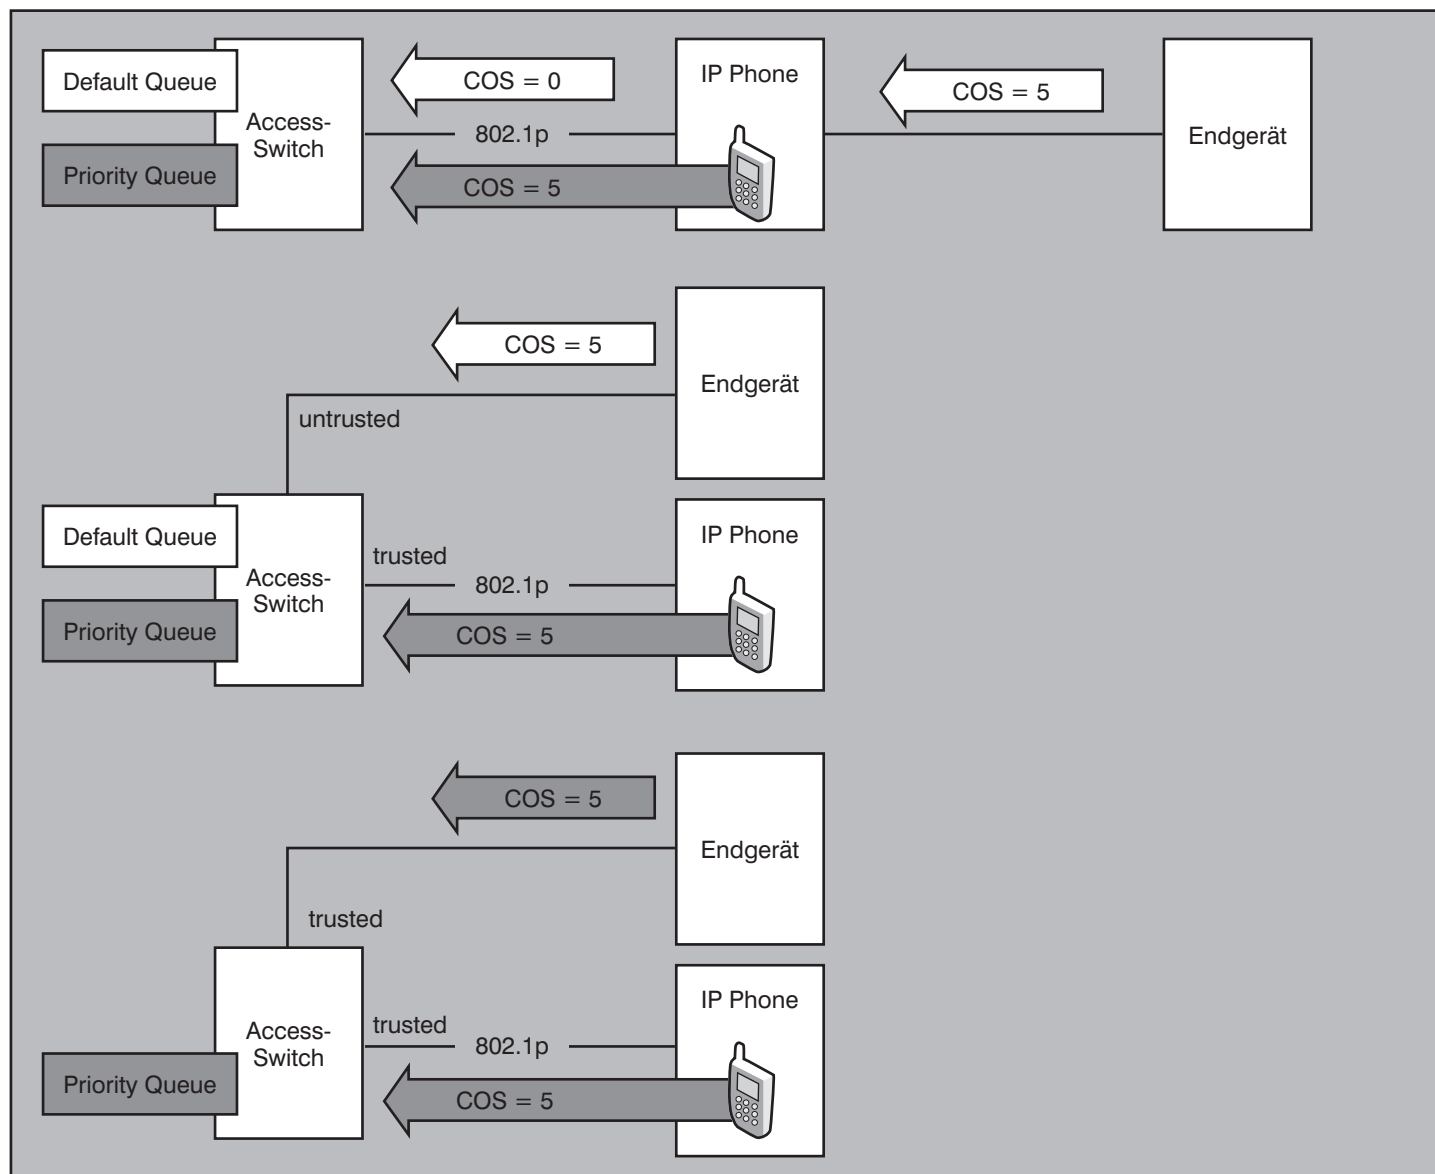 Default Queue
Priority Queue
Access-
Switch
COS = 0
802.1p
COS = 5
IP Phone
COS = 5
Endgerät
COS = 5
Endgerät
untrusted
Default Queue
Priority Queue
Access-
Switch
trusted
802.1p
COS = 5
IP Phone
COS = 5
Endgerät
trusted
Priority Queue
Access-
Switch
trusted
802.1p
COS = 5
IP Phone